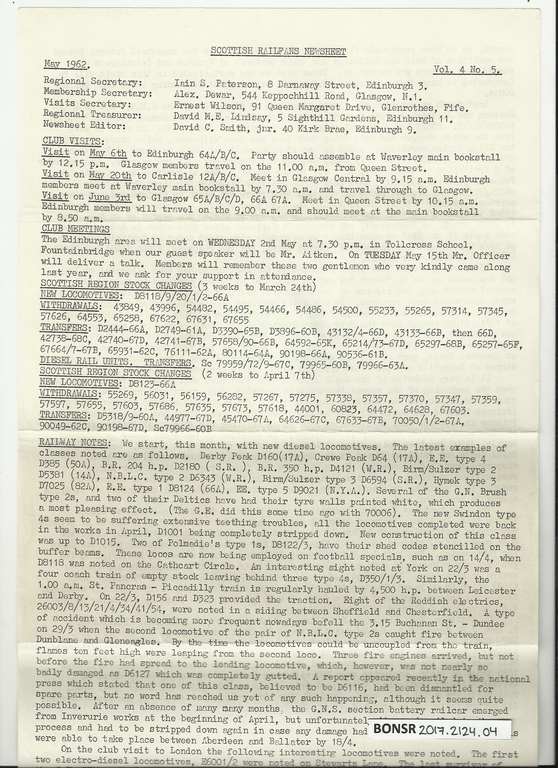 SCOTTISH RAILFANS NEWSHEET
May 1962.
Vol. 4 No. 5.
Regional Secretary: Iain S. Paterson, 8 Darnaway Street, Edinburgh 3.
Membership Secretary: Alex. Dewar, 544 Keppochhill Road, Glasgow, N.1.
Visits Secretary: Ernest Wilson, 91 Queen Margaret Drive, Glenrothes, Fife.
Regional Treasurer: David M.E. Lindsay, 5 Sighthill Gardens, Edinburgh 11.
Newsheet Editor: David C. Smith, jnr. 40 Kirk Brae, Edinburgh 9.
CLUB VISITS:
Visit on May 6th to Edinburgh 64A/B/C. Party should assemble at Waverley main bookstall
by 12.15 p.m. Glasgow members travel on the 11.00 a.m. from Queen Street.
Visit on May 20th to Carlisle 12A/B/C. Meet in Glasgow Central by 9.15 a.m. Edinburgh
members meet at Waverley main bookstall by 7.30 a.m. and travel through to Glasgow.
Visit on June 3rd to Glasgow 65A/B/C/D, 66A 67A. Meet in Queen Street by 10.15 a.m.
Edinburgh members will travel on the 9.00 a.m. and should meet at the main bookstall
by 8.50 a.m.
CLUB MEETINGS
The Edinburgh area will meet on WEDNESDAY 2nd May at 7.30 p.m. in Tollcross School,
Fountainbridge when our guest speaker will be Mr. Aitken. On TUESDAY May 15th Mr. Officer
will deliver a talk. Members will remember these two gentlemen who very kindly came along
last year, and we ask for your support in attendance.
SCOTTISH REGION STOCK CHANGES (3 weeks to March 24th)
NEW LOCOMOTIVES: D8118/9/20/1/2-66A
WITHDRAWALS: 43849, 43996, 54482, 54495, 54466, 54486, 54500, 55233, 55265, 57314, 57345,
57626, 64553, 65258, 67622, 67631, 67655
TRANSFERS: D2444-66A, D2749-61A, D3390-65B, D3896-60B, 43132/4-66D, 43133-66B, then 66D,
42738-68C, 42740-67D, 42741-67B, 57658/90-66B, 64592-65K, 65214/73-67D, 65297-68B, 65257-65F,
67664/7-67B, 65931-62C, 76111-62A, 80114-64A, 90198-66A, 90536-61B.
DIESEL RAIL UNITS. TRANSFERS. Sc 79959/72/9-67C, 79965-60B, 79966-63A.
SCOTTISH REGION STOCK CHANGES (2 weeks to April 7th)
NEW LOCOMOTIVES: D8123-66A
WITHDRAWALS: 55269, 56031, 56159, 56282, 57267, 57275, 57338, 57357, 57370, 57347, 57359,
57597, 57695, 57603, 57686, 57635, 57673, 57618, 44001, 60823, 64472, 64628, 67603.
TRANSFERS: D5318/9-60A, 44977-67D, 45470-67A, 64626-67C, 67633-67B, 70050/1/2-67A,
90049-62C, 90198-67D, Sc79966-60B
RAILWAY NOTES: We start, this month, with new diesel locomotives. The latest examples of
classes noted are as follows. Derby Peak D160(17A), Crewe Peak D64 (17A), E.E. type 4
D385 (50A), B.R. 204 h.p. D2180 ( S.R. ), B.R. 350 h.p. D4121 (W.R.), Birm/Sulzer type 2
D5381 (14A), N.B.L.C. type 2 D6343 (W.R.), Birm/Sulzer type 3 D6594 (S.R.), Hymek type 3
D7025 (82A), E.E. type 1 D8124 (66A), EE. type 5 D9021 (N.T.A.). Several of the G.N. Brush
type 2s, and two of their Deltics have had their tyre walls painted white, which produces
a most pleasing effect. (The G.E. did this some time ago with 70006). The new Swindon type
4s seem to be suffering extensive teething troubles, all the locomotives completed were back
in the works in April, D1001 being completely stripped down. New construction of this class
was up to D1015. Two of Polmadie's type 1s, D8122/3, have their shed codes stencilled on the
buffer beams. These locos are now being employed on football specials, such as on 14/4, when
D8118 was noted on the Cathcart Circle. An interesting sight noted at York on 22/3 was a
four coach train of empty stock leaving behind three type 4s, D350/1/3. Similarly, the
1.00 a.m. St. Pancras - Piccadilly train is regularly hauled by 4,500 h.p. between Leicester
and Derby. On 22/3, D156 and D323 provided the traction. Eight of the Reddish electrics,
26003/8/13/21/4/34/41/54, were noted in a siding between Sheffield and Chesterfield. A type
of accident which is becoming more frequent nowadays befell the 3.15 Buchanan St. - Dundee
on 29/3 when the second locomotive of the pair of N.B.L.C. type 2s caught fire between
Dunblane and Gleneagles. By the time the locomotives could be uncoupled from the train,
flames ten feet high were leaping from the second loco. Three fire engines arrived, but not
before the fire had spread to the leading locomotive, which, however, was not nearly so
badly damaged as D6127 which was completely gutted. A report appeared recently in the national
press which stated that one of this class, believed to be D6116, had been dismantled for
spare parts, but no word has reached us yet of any such happening, although it seems quite
possible. After an absence of many many months, the G.N.S. section battery railcar emerged
from Inverurie works at the beginning of April, but unfortunately
process and had to be stripped down again in case any damage had
were able to take place between Aberdeen and Ballater by 18/4.
On the club visit to London the following interesting locomotives were noted. The first
two electro-diesel locomotives, E6001/2 were noted on Stewarts Lane. The last survivor of
BONSR 2017.2124.04